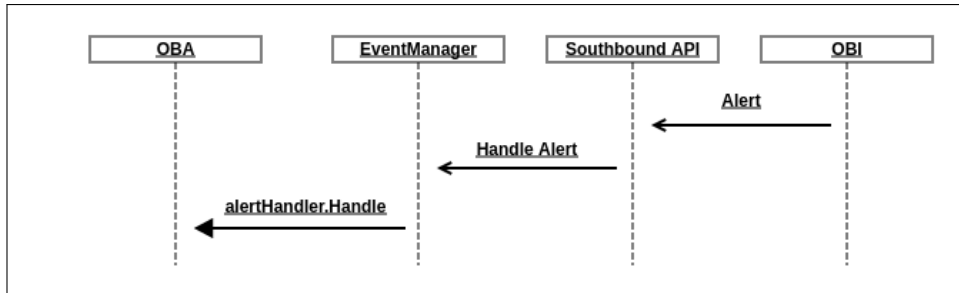 OBA
EventManager
Southbound API
OBI
Alert
Handle Alert
alertHandler.Handle